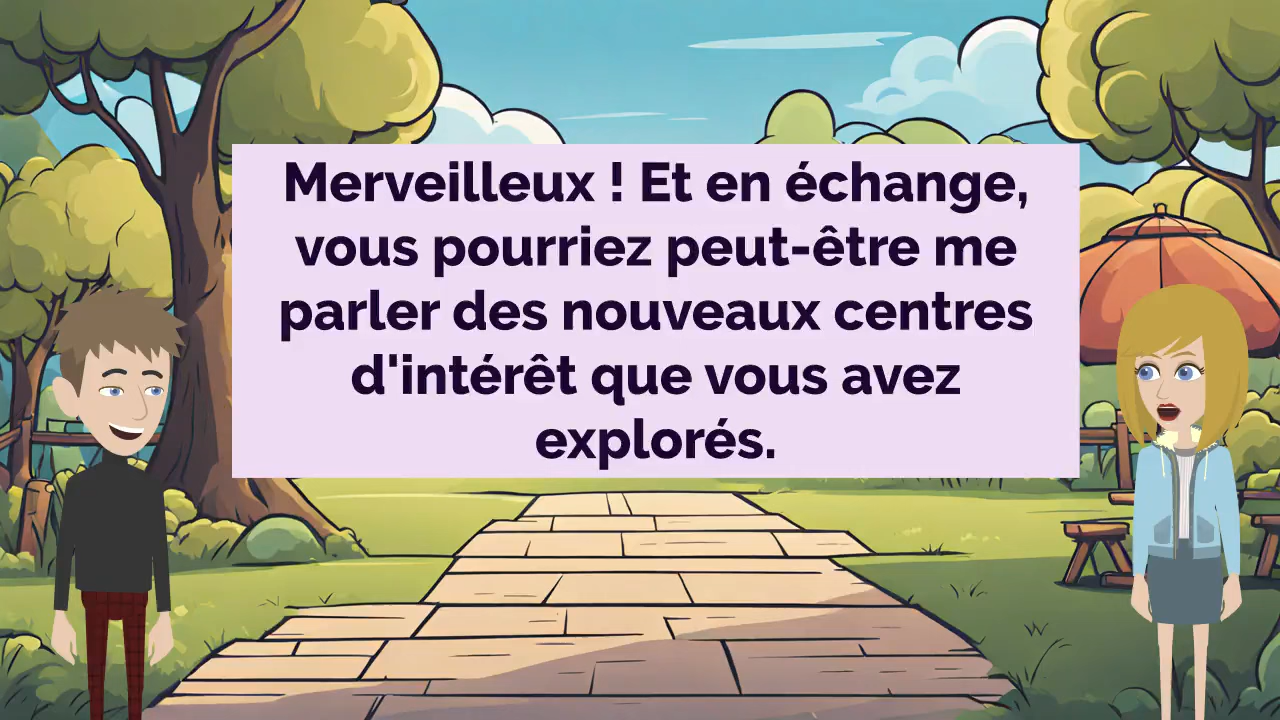 Merveilleux ! Et en échange,
vous pourriez peut-être me
parler des nouveaux centres
d'intérêt que vous avez
explorés.